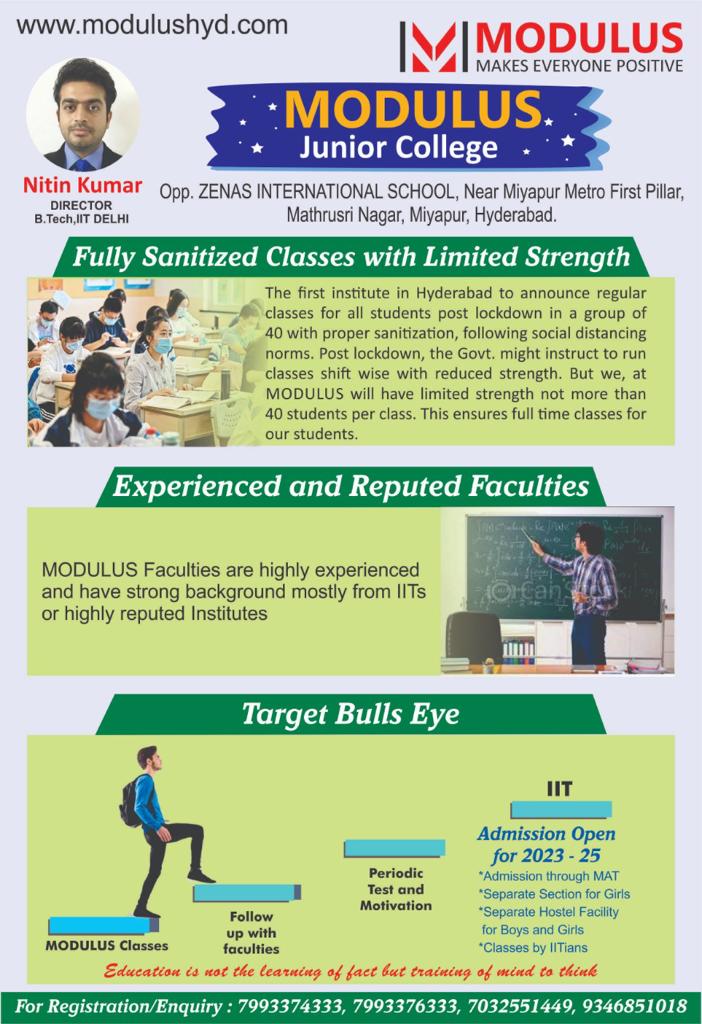 www.modulushyd.com
MODULUS
MAKES EVERYONE POSITIVE
MODULUS
Junior College
Nitin Kumar
DIRECTOR
B.Tech,IIT DELHI
Opp. ZENAS INTERNATIONAL SCHOOL, Near Miyapur Metro First Pillar,
Mathrusri Nagar, Miyapur, Hyderabad.
Fully Sanitized Classes with Limited Strength
The first institute in Hyderabad to announce regular
classes for all students post lockdown in a group of
40 with proper sanitization, following social distancing
norms. Post lockdown, the Govt. might instruct to run
classes shift wise with reduced strength. But we, at
MODULUS will have limited strength not more than
40 students per class. This ensures full time classes for
our students.
Experienced and Reputed Faculties
MODULUS Faculties are highly experienced
and have strong background mostly from IITs
or highly reputed Institutes
Target Bulls Eye
IIT
Admission Open
for 2023 - 25
*Admission through MAT
*Separate Section for Girls
*Separate Hostel Facility
for Boys and Girls
*Classes by IITians
Periodic
Test and
Motivation
Follow
up with
faculties
MODULUS Classes
Education is not the learning of fact but training of mind to think
For Registration/Enquiry : 7993374333, 7993376333, 7032551449, 9346851018